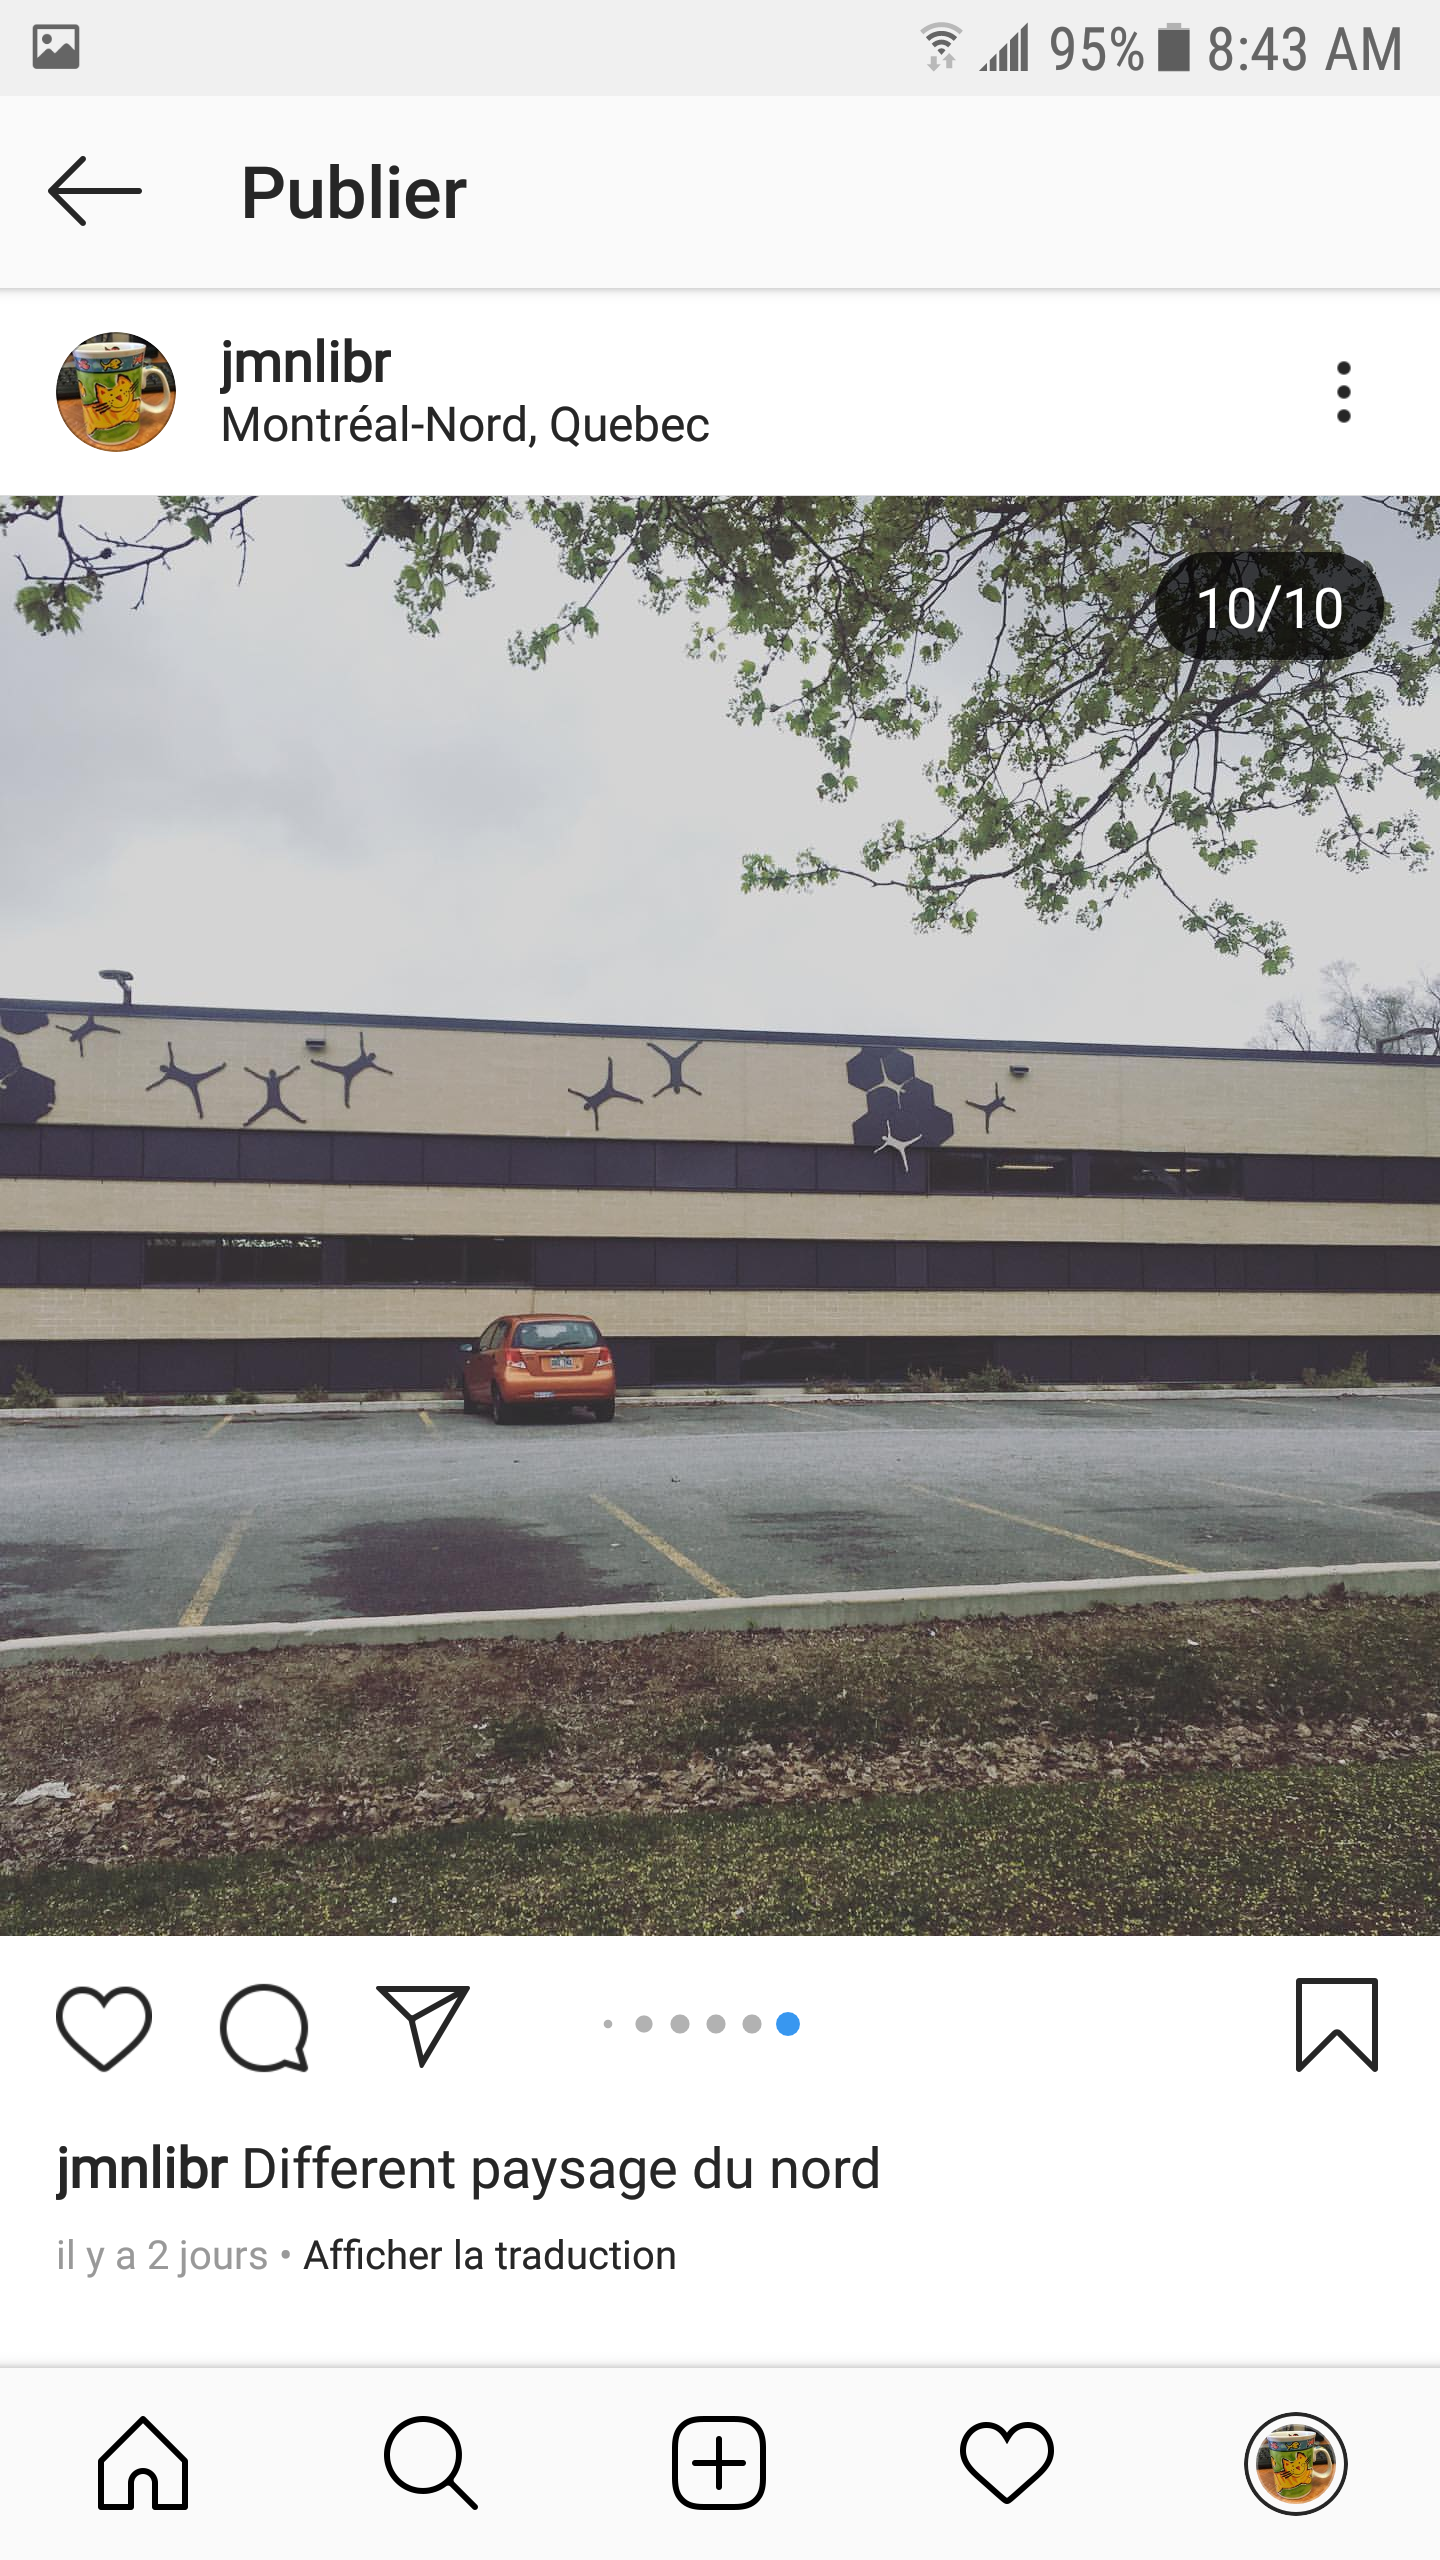 95% 8:43 AM
Publier
jmnlibr
Montréal-Nord, Quebec
10/10
jmnlibr Different paysage du nord
il y a 2 jours • Afficher la traduction